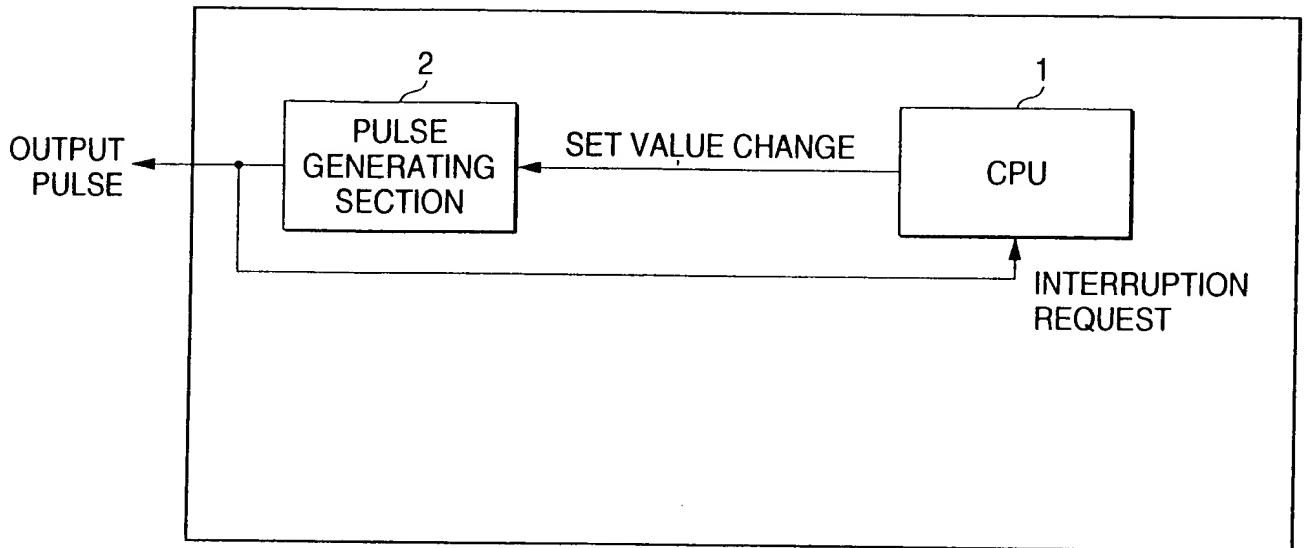 2
1
OUTPUT
PULSE
PULSE
GENERATING
SECTION
SET VALUE CHANGE
CPU
INTERRUPTION
REQUEST